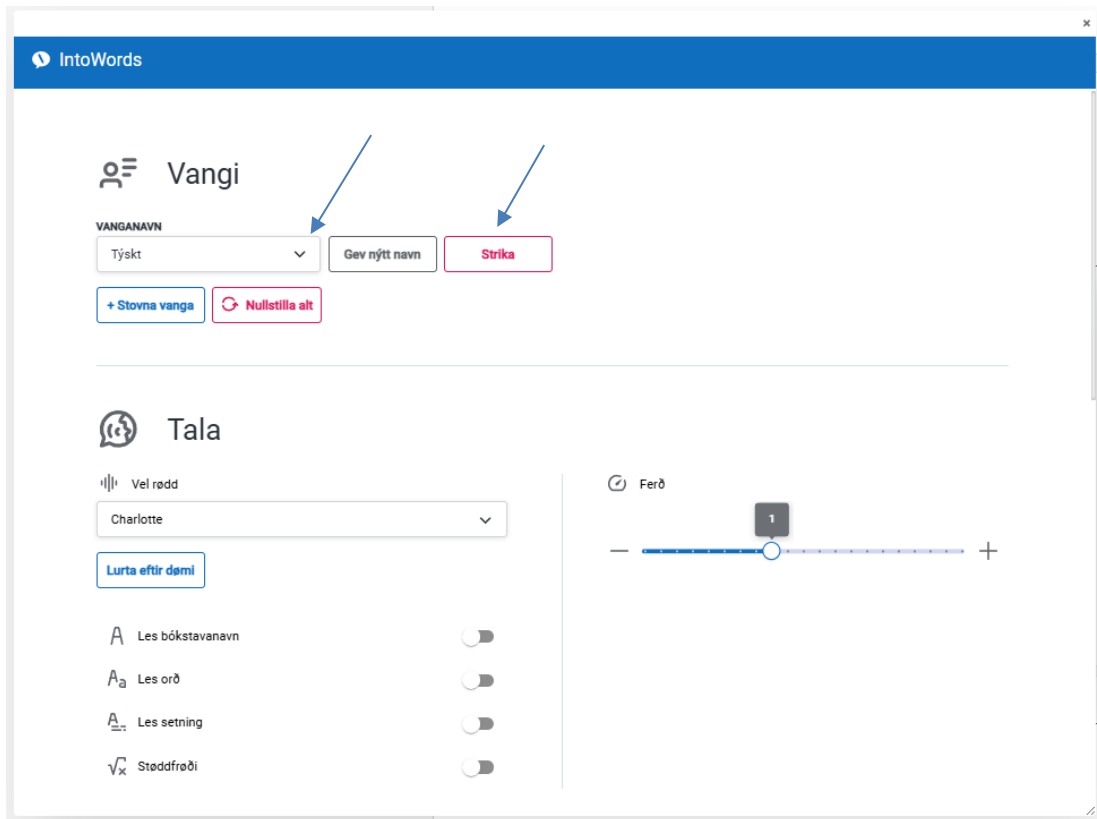 ×
IntoWords
Vangi
VANGANAVN
Týskt
Gev nýtt navn
Strika
+ Stovna vanga
Nullstilla alt
Tala
Vel rødd
Charlotte
Lurta eftir dømi
Les bókstavanavn
Les orð
Les setning
Støddfrøði
Ferð
1